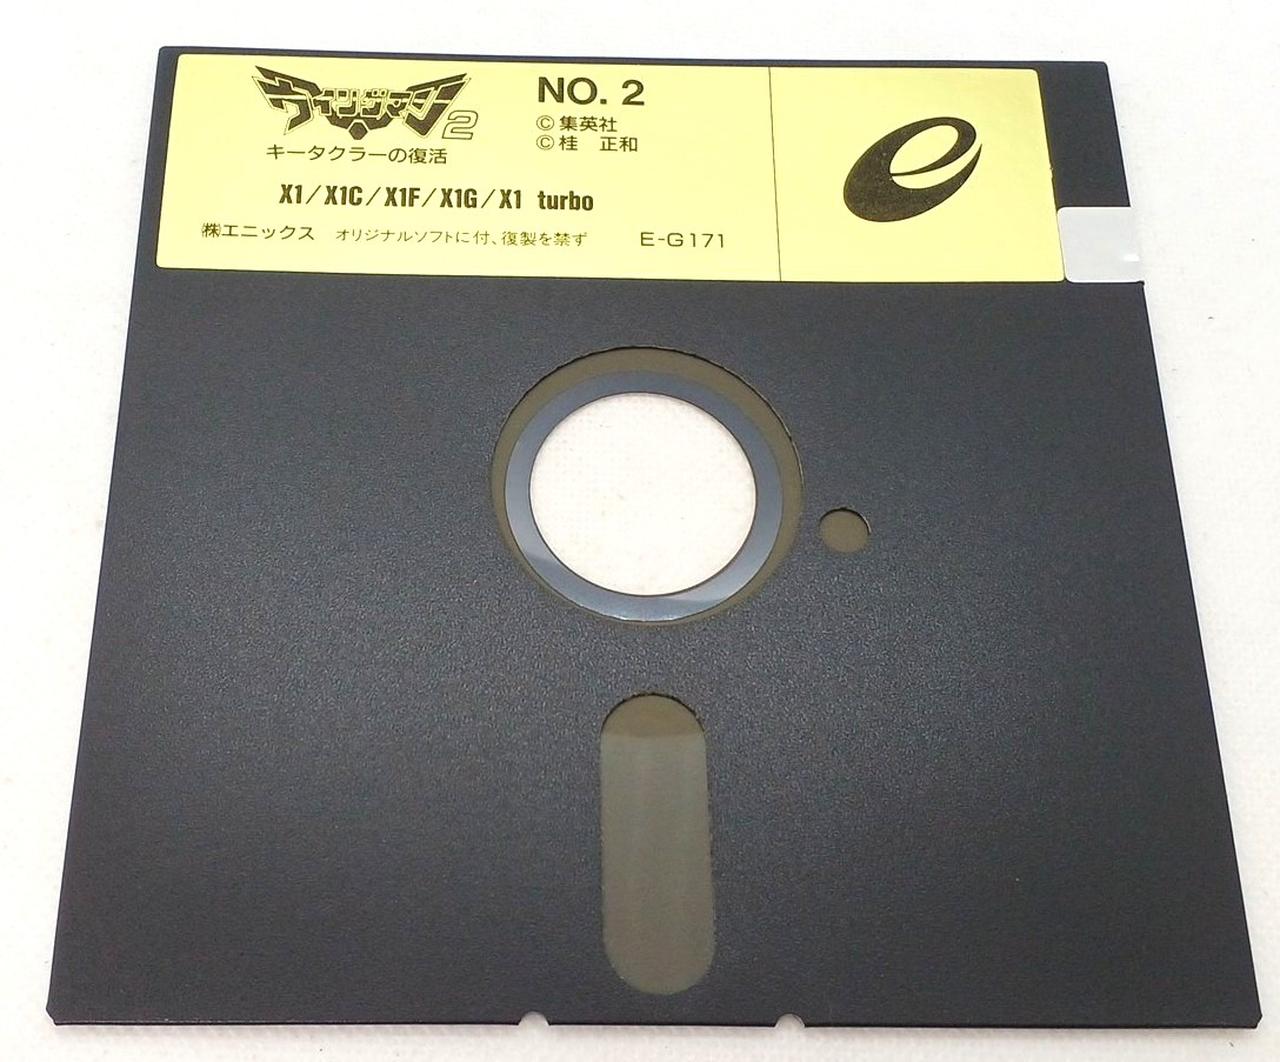 ウイングマン2
キータクラーの復活
NO. 2
© 集英社
© 桂 正和
X1/X1C/X1F/X1G/X1 turbo
㈱エニックス オリジナルソフトに付、復製を禁ず E-G171
e